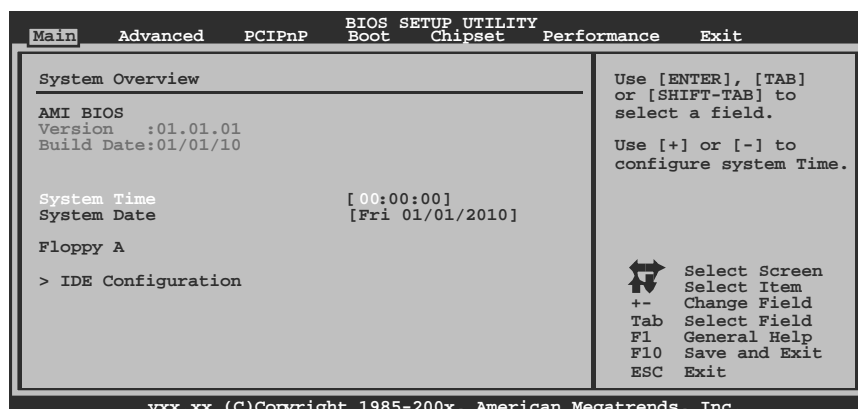 BIOS SETUP UTILITY
Main Advanced PCIPnP Boot Chipset Performance Exit
System Overview
AMI BIOS
Version :01.01.01
Build Date:01/01/10
System Time [ 00:00:00]
System Date [Fri 01/01/2010]
Floppy A
> IDE Configuration
Use [ENTER], [TAB]
or [SHIFT-TAB] to
select a field.
Use [+] or [-] to
configure system Time.
Select Screen
Select Item
+- Change Field
Tab Select Field
F1 General Help
F10 Save and Exit
ESC Exit
vxx.xx (C)Copyright 1985-200x, American Megatrends, Inc.